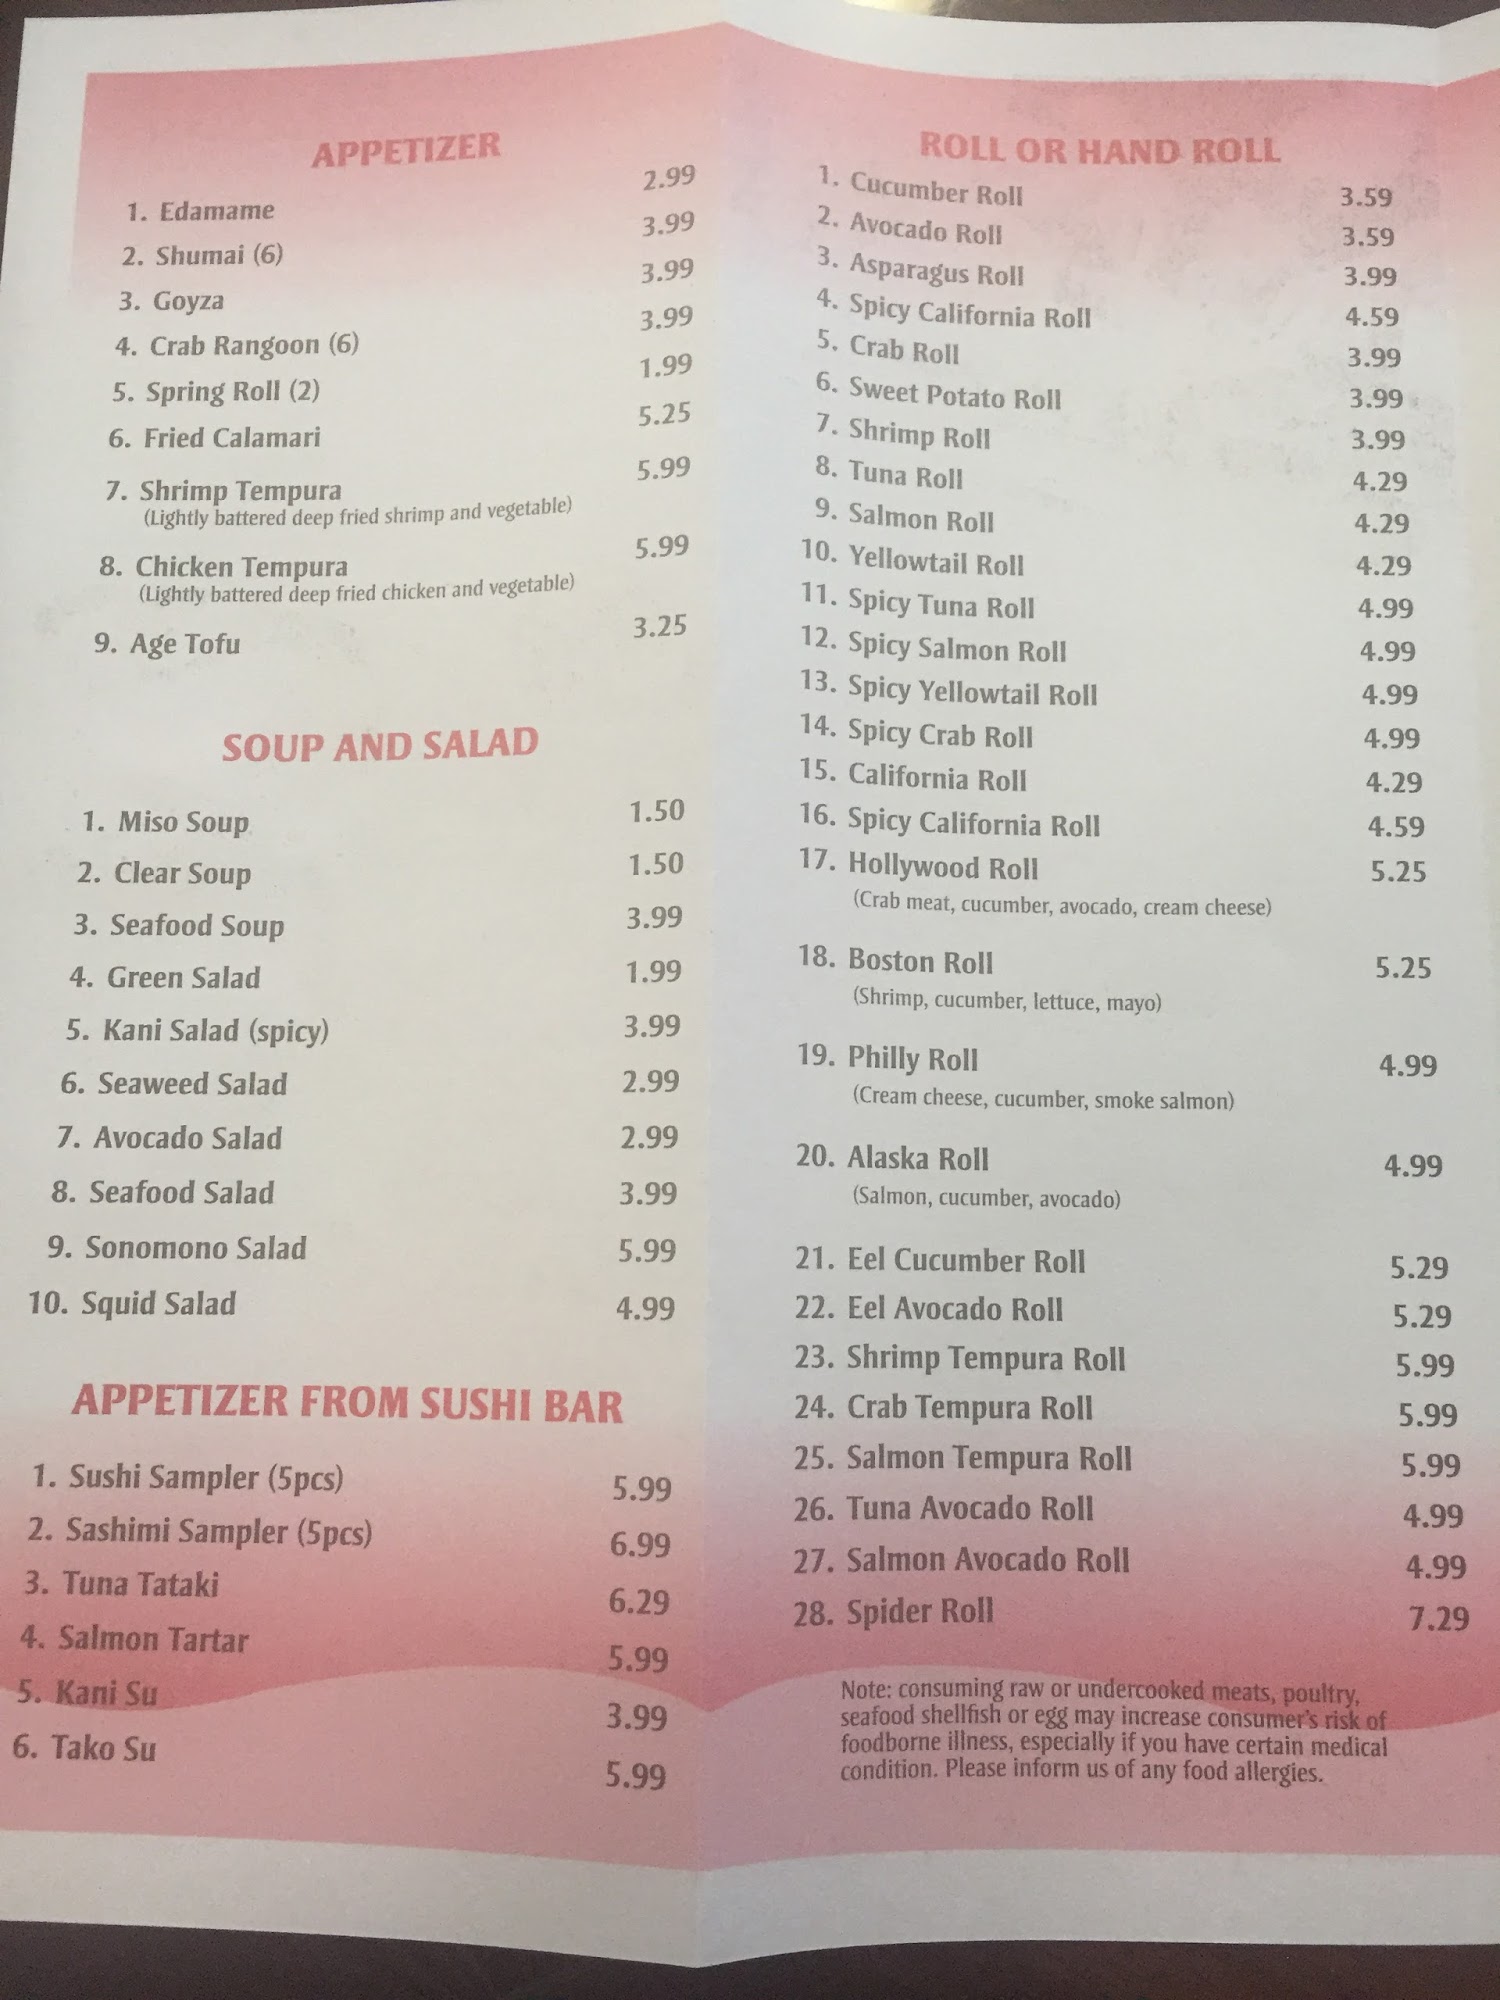 APPETIZER
1. Edamame 2.99
2. Shumai (6) 3.99
3. Goyza 3.99
4. Crab Rangoon (6) 3.99
5. Spring Roll (2) 1.99
6. Fried Calamari 5.25
7. Shrimp Tempura 5.99
(Lightly battered deep fried shrimp and vegetable)
8. Chicken Tempura 5.99
(Lightly battered deep fried chicken and vegetable)
9. Age Tofu 3.25
SOUP AND SALAD
1. Miso Soup 1.50
2. Clear Soup 1.50
3. Seafood Soup 3.99
4. Green Salad 1.99
5. Kani Salad (spicy) 3.99
6. Seaweed Salad 2.99
7. Avocado Salad 2.99
8. Seafood Salad 3.99
9. Sonomono Salad 5.99
10. Squid Salad 4.99
APPETIZER FROM SUSHI BAR
1. Sushi Sampler (5pcs) 5.99
2. Sashimi Sampler (5pcs) 6.99
3. Tuna Tataki 6.29
4. Salmon Tartar 5.99
5. Kani Su 3.99
6. Tako Su 5.99
ROLL OR HAND ROLL
1. Cucumber Roll 3.59
2. Avocado Roll 3.59
3. Asparagus Roll 3.99
4. Spicy California Roll 4.59
5. Crab Roll 3.99
6. Sweet Potato Roll 3.99
7. Shrimp Roll 3.99
8. Tuna Roll 4.29
9. Salmon Roll 4.29
10. Yellowtail Roll 4.29
11. Spicy Tuna Roll 4.99
12. Spicy Salmon Roll 4.99
13. Spicy Yellowtail Roll 4.99
14. Spicy Crab Roll 4.99
15. California Roll 4.29
16. Spicy California Roll 4.59
17. Hollywood Roll 5.25
(Crab meat, cucumber, avocado, cream cheese)
18. Boston Roll 5.25
(Shrimp, cucumber, lettuce, mayo)
19. Philly Roll 4.99
(Cream cheese, cucumber, smoke salmon)
20. Alaska Roll 4.99
(Salmon, cucumber, avocado)
21. Eel Cucumber Roll 5.29
22. Eel Avocado Roll 5.29
23. Shrimp Tempura Roll 5.99
24. Crab Tempura Roll 5.99
25. Salmon Tempura Roll 5.99
26. Tuna Avocado Roll 4.99
27. Salmon Avocado Roll 4.99
28. Spider Roll 7.29
Note: consuming raw or undercooked meats, poultry,
seafood shellfish or egg may increase consumer's risk of
foodborne illness, especially if you have certain medical
condition. Please inform us of any food allergies.